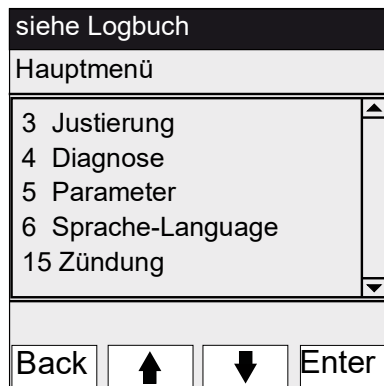 siehe Logbuch
Hauptmenü
3 Justierung
4 Diagnose
5 Parameter
6 Sprache-Language
15 Zündung
Back Enter